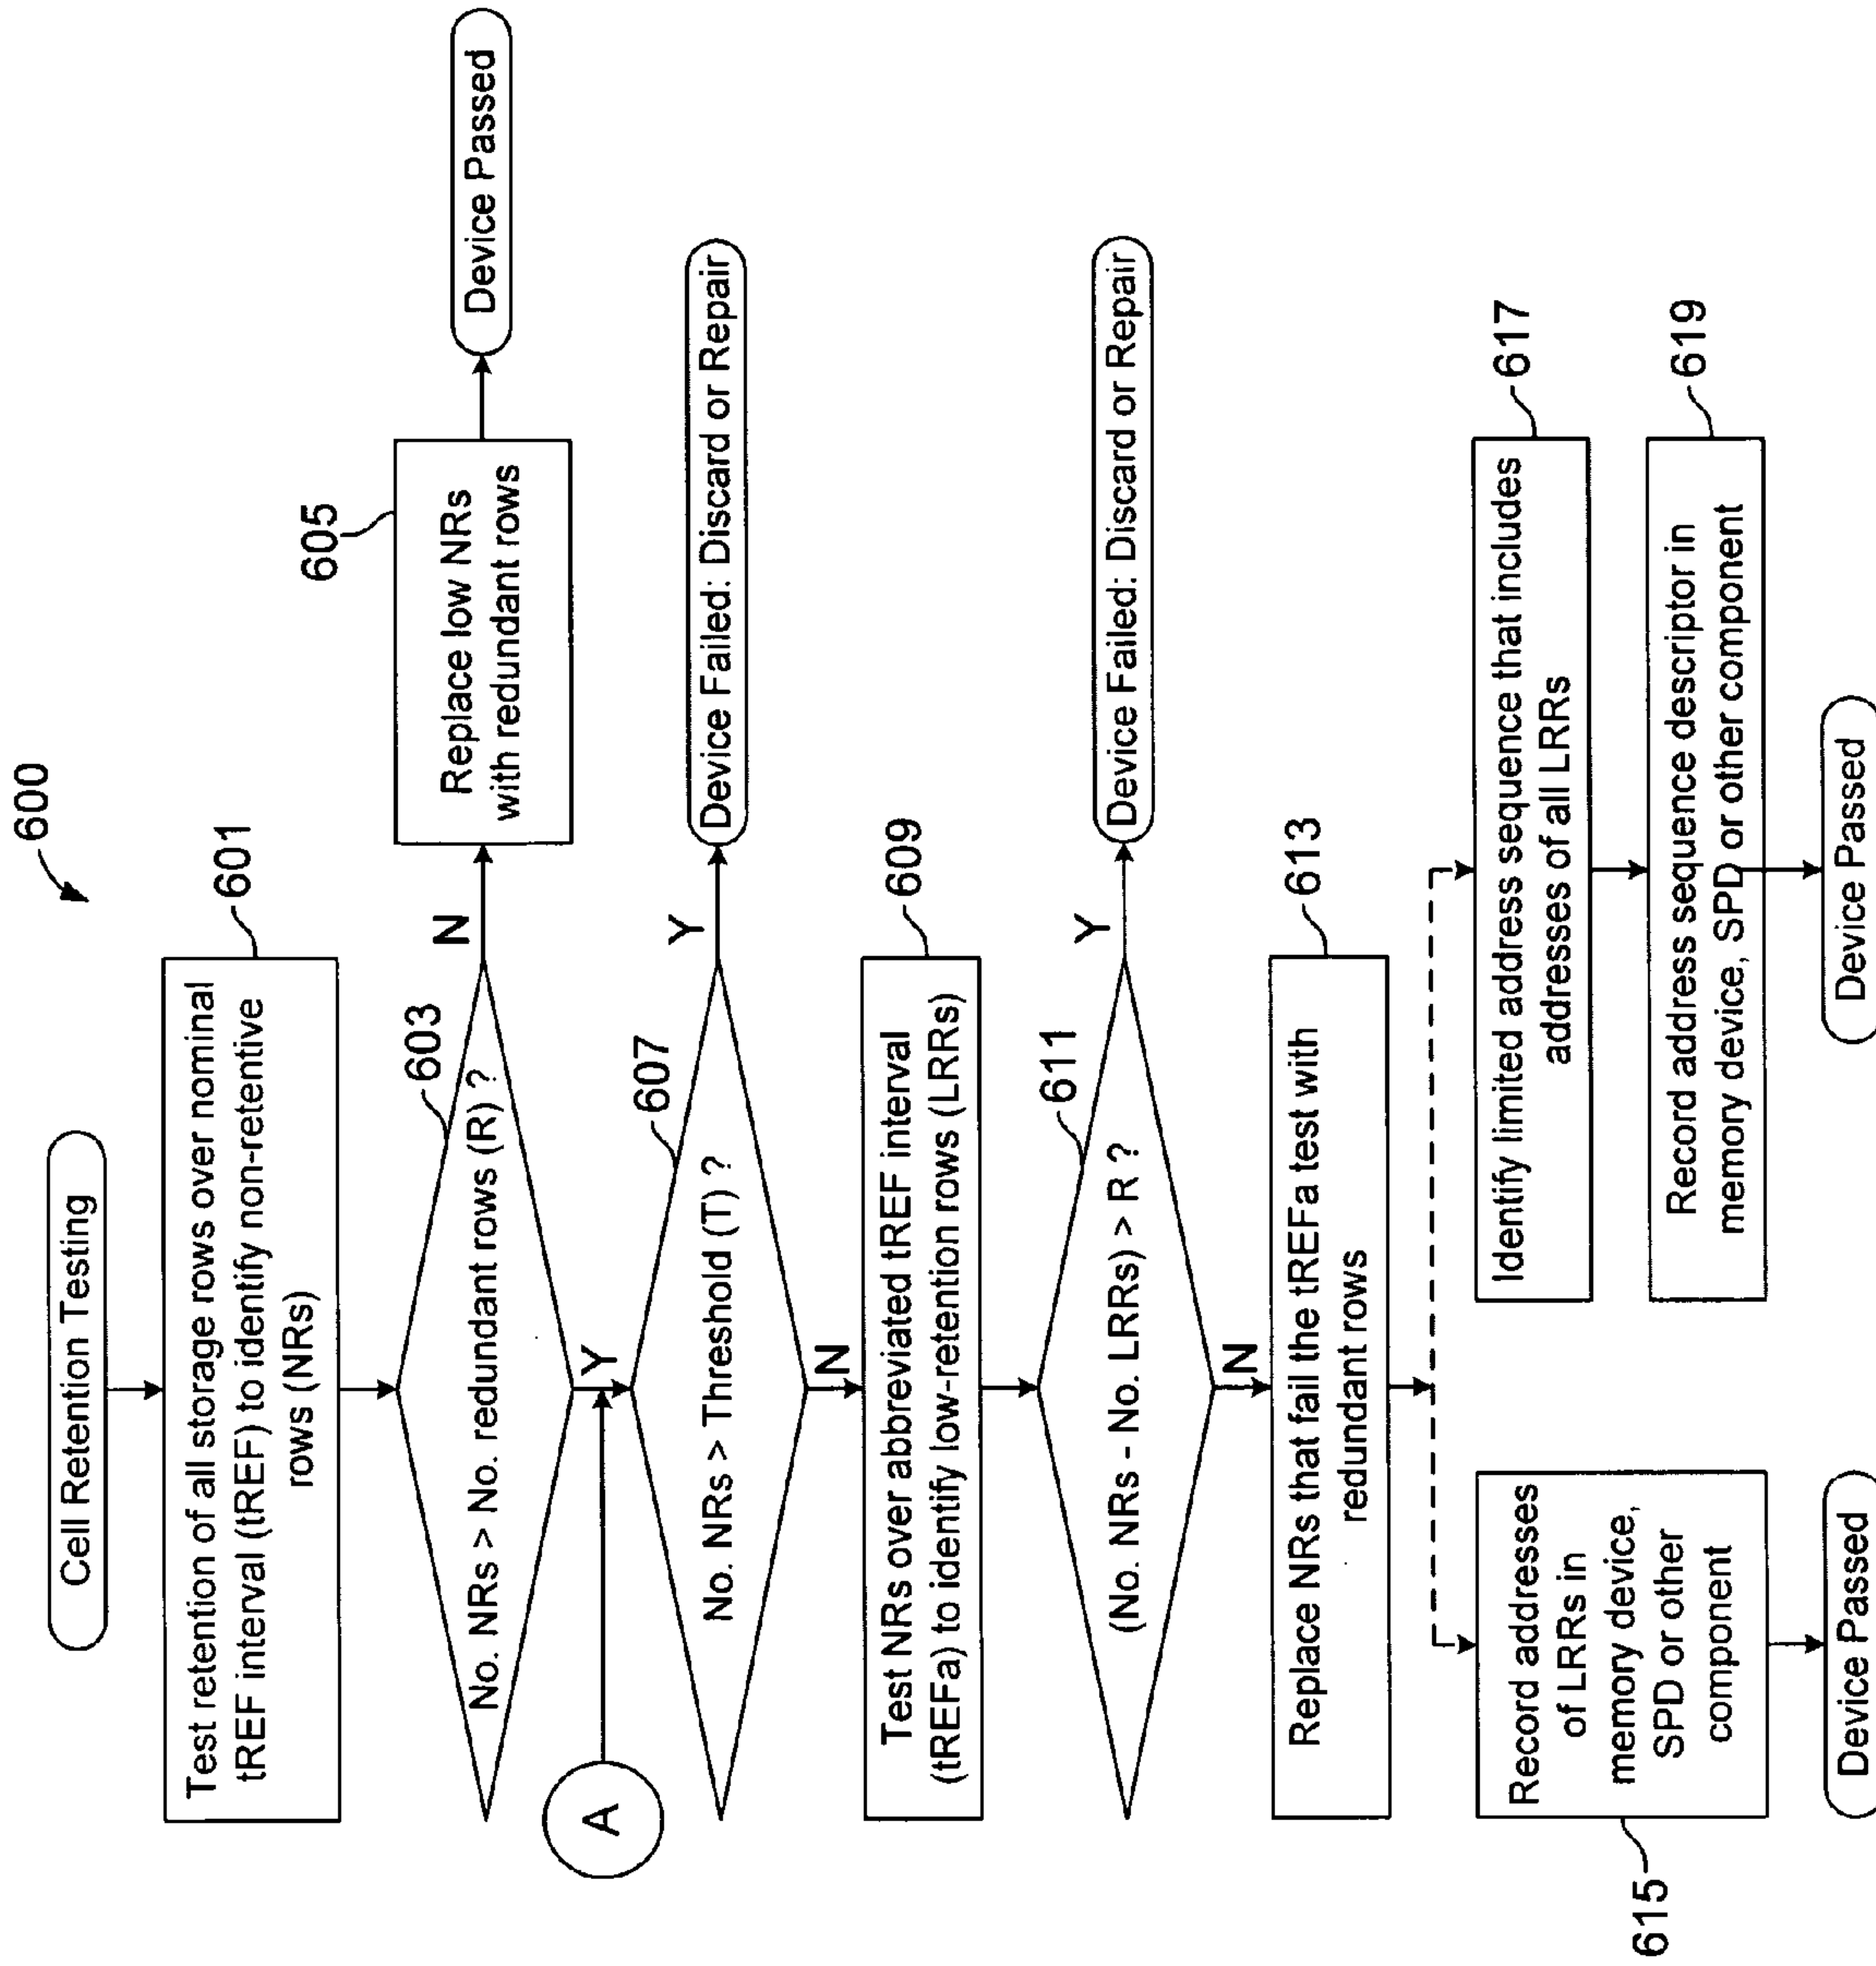 600
Cell Retention Testing
601
Test retention of all storage rows over nominal
tREF interval (tREF) to identify non-retentive
rows (NRs)
603
No. NRs > No. redundant rows (R) ?
N
605
Replace low NRs
with redundant rows
Device Passed
Y
A
607
No. NRs > Threshold (T) ?
Y
Device Failed: Discard or Repair
N
609
Test NRs over abbreviated tREF interval
(tREFa) to identify low-retention rows (LRRs)
611
(No. NRs - No. LRRs) > R ?
Y
Device Failed: Discard or Repair
N
613
Replace NRs that fail the tREFa test with
redundant rows
615
Record addresses
of LRRs in
memory device,
SPD or other
component
Device Passed
617
Identify limited address sequence that includes
addresses of all LRRs
619
Record address sequence descriptor in
memory device, SPD or other component
Device Passed